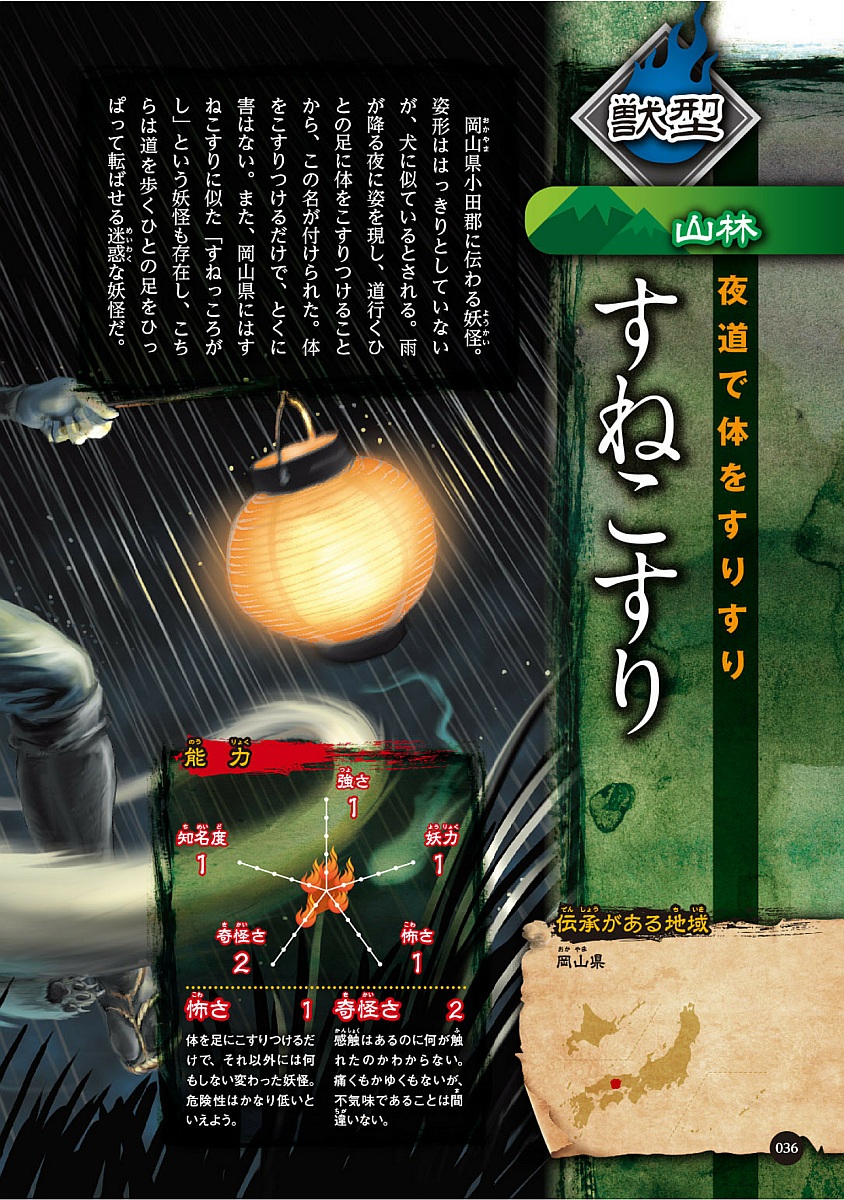 獣型
山林
夜道で体をすりすり
すねこすり
岡山県小田郡に伝わる妖怪。
姿形ははっきりとしていない
が、犬に似ているとされる。雨
が降る夜に姿を現し、道行くひ
との足に体をこすりつけること
から、この名が付けられた。体
をこすりつけるだけで、とくに
害はない。また、岡山県にはす
ねこすりに似た「すねっころが
し」という妖怪も存在し、こち
らは道を歩くひとの足をひっ
ぱって転ばせる迷惑な妖怪だ。
能力
強さ
1
妖力
1
怖さ
1
奇怪さ
2
知名度
1
怖さ 1
体を足にこすりつけるだ
けで、それ以外には何
もしない変わった妖怪。
危険性はかなり低いと
いえよう。
奇怪さ 2
感触はあるのに何が触
れたのかわからない。
痛くもかゆくもないが、
不気味であることは間
違いない。
伝承がある地域
岡山県
036